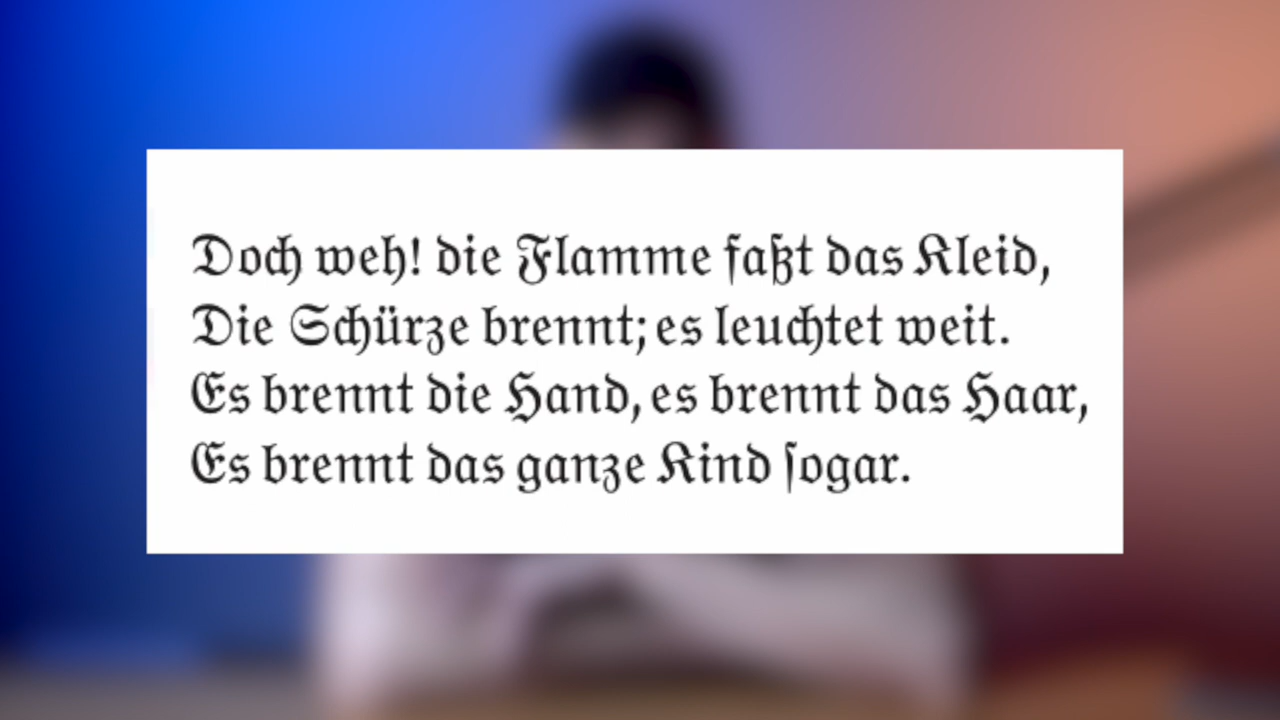 Doch weh! die Flamme faßt das Kleid,
Die Schürze brennt; es leuchtet weit.
Es brennt die Hand, es brennt das Haar,
Es brennt das ganze Kind ſogar.